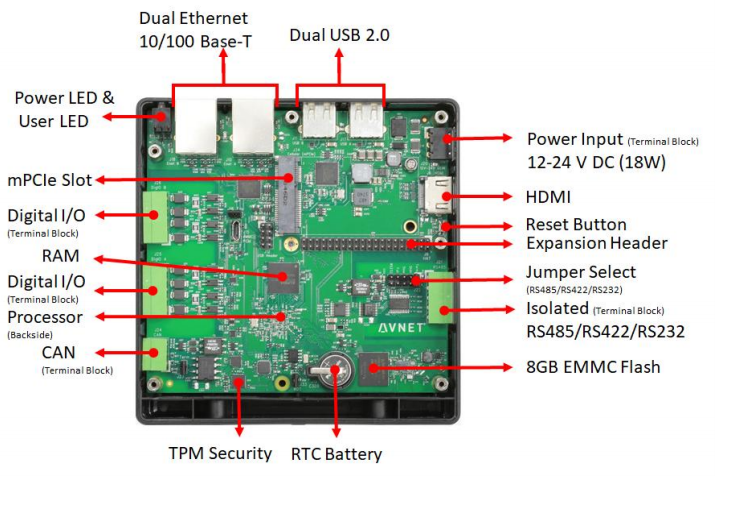 Dual Ethernet
10/100 Base-T
Dual USB 2.0
Power LED &
User LED
Power Input (Terminal Block)
12-24 V DC (18W)
mPCIe Slot
HDMI
Digital I/O
(Terminal Block)
Reset Button
Expansion Header
RAM
Jumper Select
(RS485/RS422/RS232)
Digital I/O
(Terminal Block)
Isolated (Terminal Block)
RS485/RS422/RS232
Processor
(Backside)
AVNET
CAN
(Terminal Block)
8GB EMMC Flash
TPM Security
RTC Battery